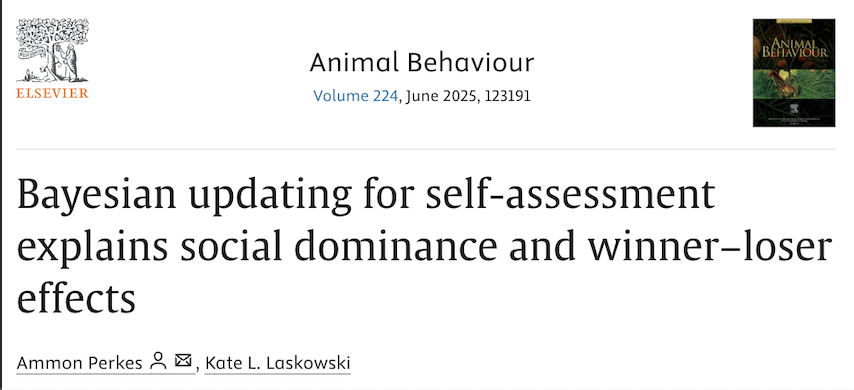 ELSEVIER
Animal Behaviour
Volume 224, June 2025, 123191
ANIMAL
BEHAVIOUR
Bayesian updating for self-assessment
explains social dominance and winner–loser
effects
Ammon Perkes, Kate L. Laskowski